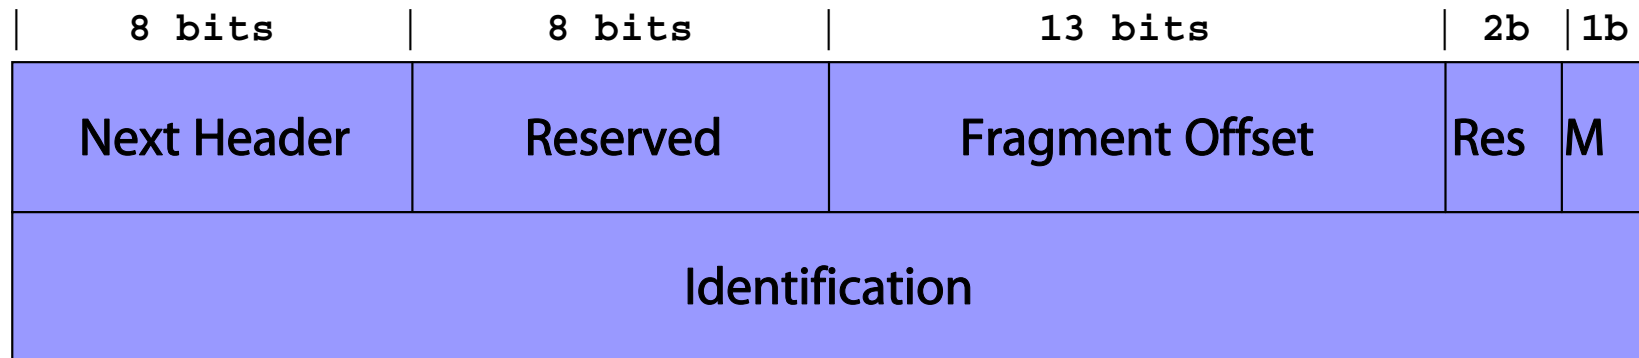 | 8 bits | 8 bits | 13 bits | 2b |1b
Next Header Reserved Fragment Offset Res M
Identification